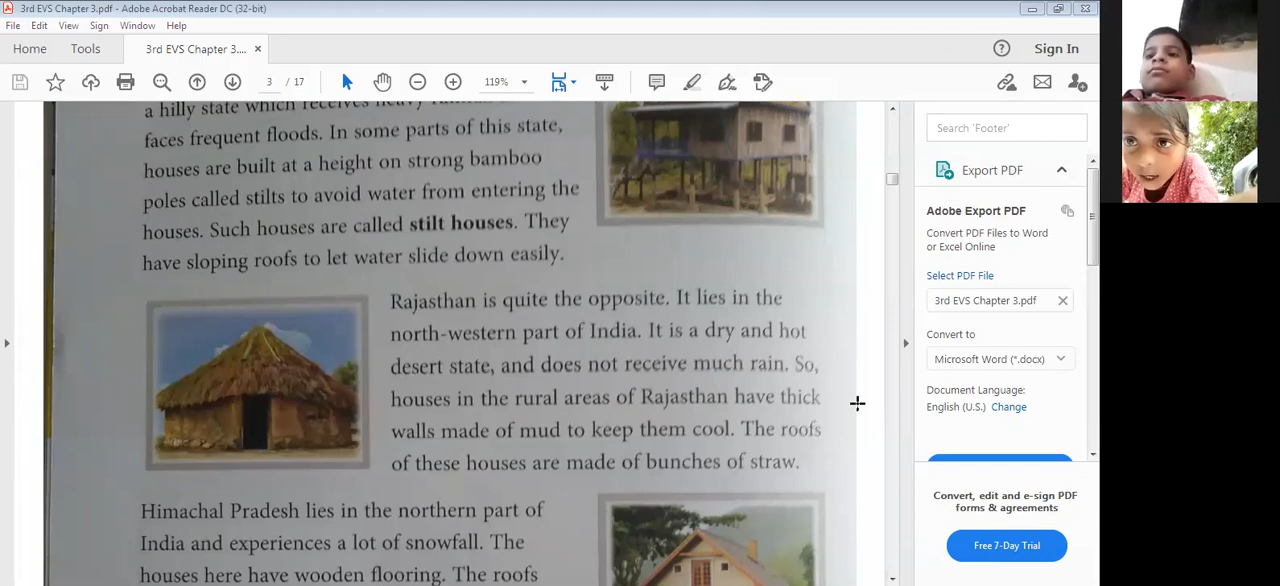 3rd EVS Chapter 3.pdf - Adobe Acrobat Reader DC (32-bit)
File Edit View Sign Window Help
Home Tools 3rd EVS Chapter 3.... × Sign In
3 / 17 119%
a hilly state which receives heavy
faces frequent floods. In some parts of this state,
houses are built at a height on strong bamboo
poles called stilts to avoid water from entering the
houses. Such houses are called stilt houses. They
have sloping roofs to let water slide down easily.
Rajasthan is quite the opposite. It lies in the
north-western part of India. It is a dry and hot
desert state, and does not receive much rain. So,
houses in the rural areas of Rajasthan have thick
walls made of mud to keep them cool. The roofs
of these houses are made of bunches of straw.
Himachal Pradesh lies in the northern part of
India and experiences a lot of snowfall. The
houses here have wooden flooring. The roofs
Search 'Footer'
Export PDF
Adobe Export PDF
Convert PDF Files to Word
or Excel Online
Select PDF File
3rd EVS Chapter 3.pdf
Convert to
Microsoft Word (*.docx)
Document Language:
English (U.S.) Change
Convert, edit and e-sign PDF
forms & agreements
Free 7-Day Trial